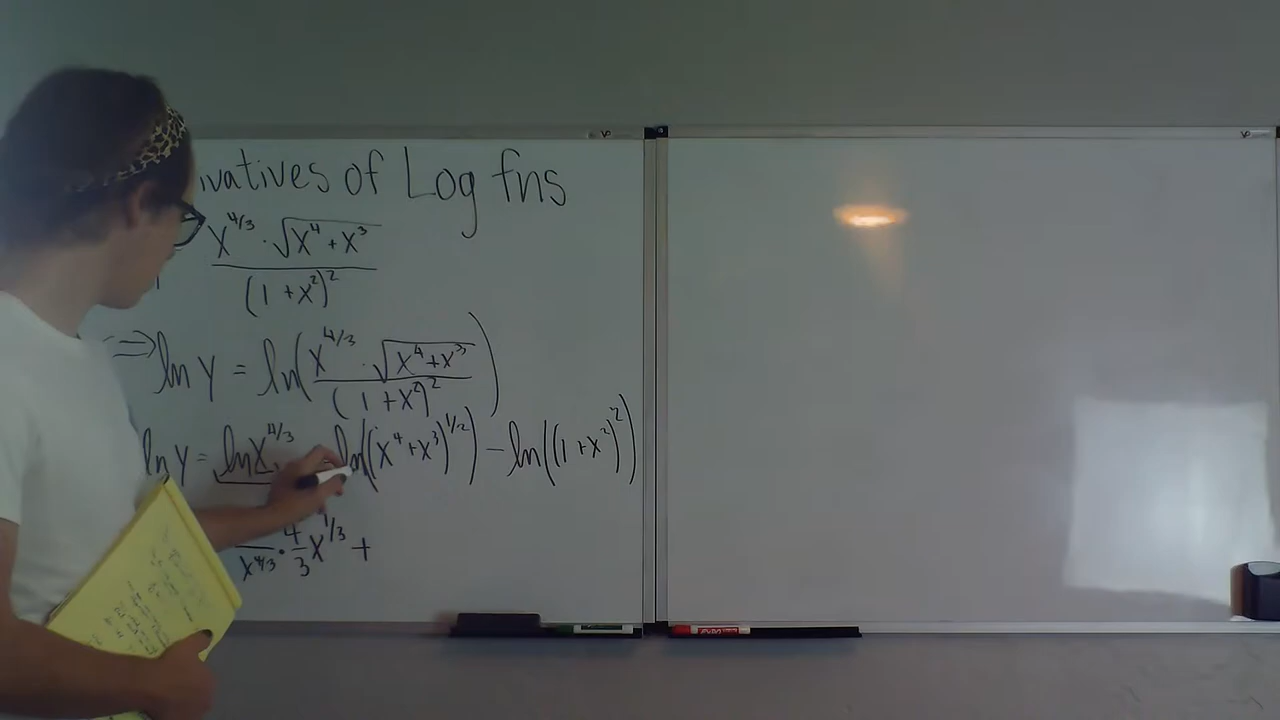 ivatives of Log fns
x^{4/3} · √(x^4 + x^3)
(1 + x^2)^2
⇒ ln y = ln(x^{4/3} · √(x^4 + x^3)
(1 + x^2)^2)
ln y = ln x^{4/3} ln((x^4 + x^3)^{1/2}) − ln((1 + x^2)^2)
x^{4/3} · 4/3 x^{1/3} +